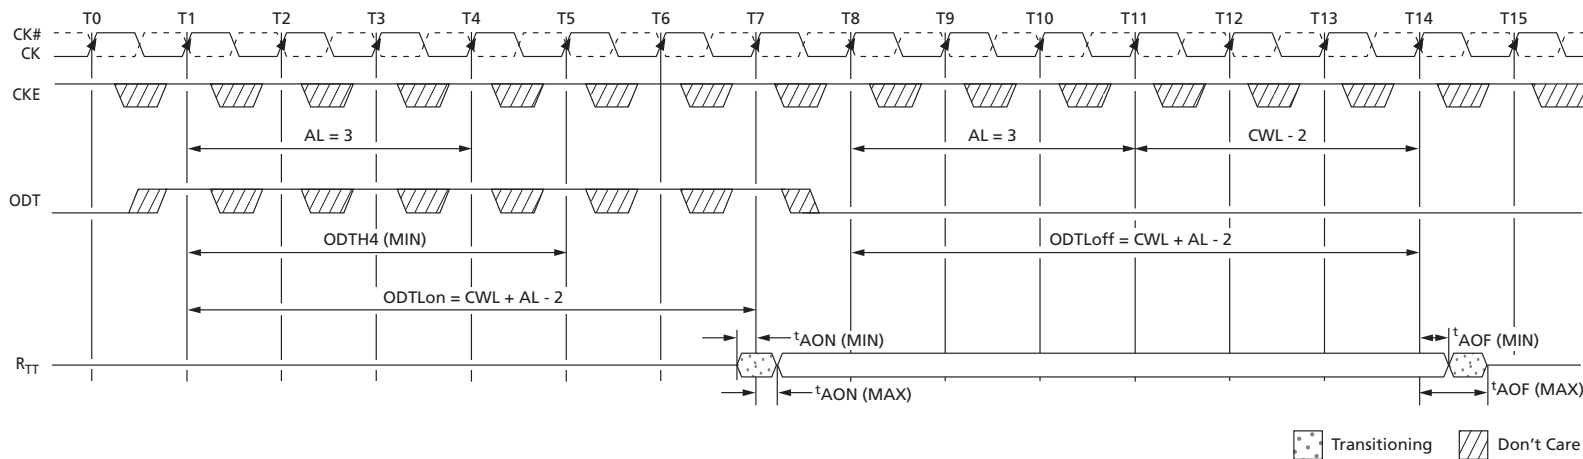 T0 T1 T2 T3 T4 T5 T6 T7 T8 T9 T10 T11 T12 T13 T14 T15
CK#
CK
CKE
AL = 3 AL = 3 CWL - 2
ODT
ODTH4 (MIN) ODTLoff = CWL + AL - 2
ODTLon = CWL + AL - 2
tAON (MIN) tAOF (MIN)
RTT
tAON (MAX) tAOF (MAX)
Transitioning Don't Care